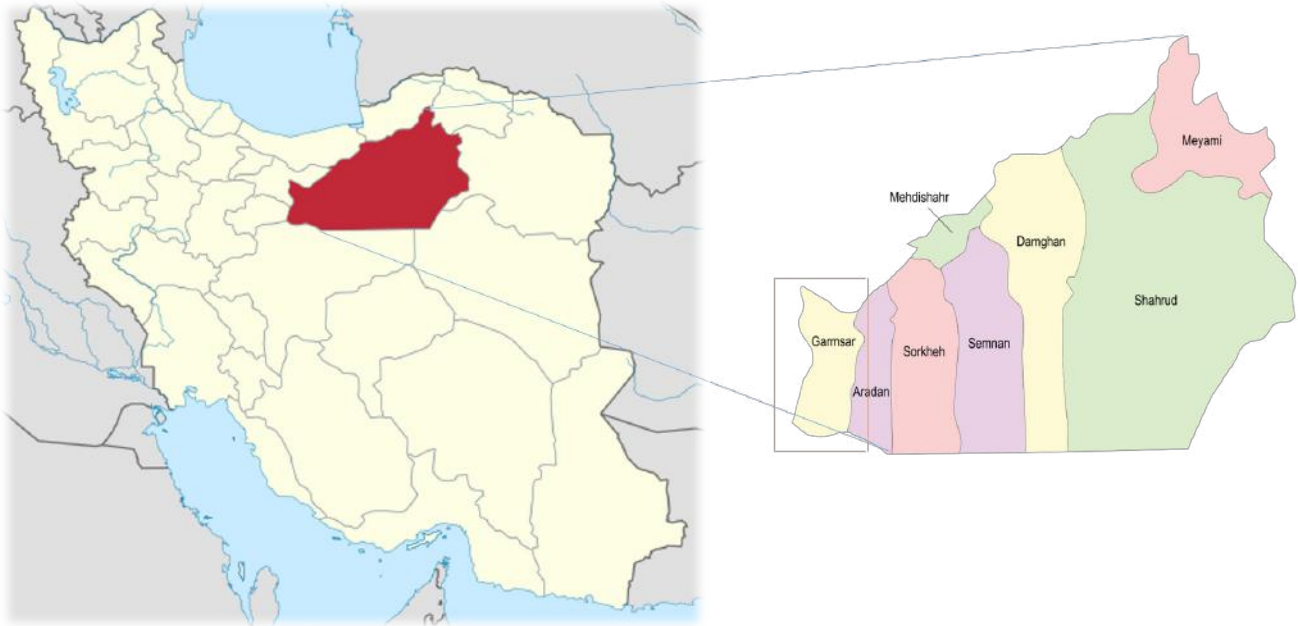 Meyami
Mehdishahr
Damghan
Shahrud
Garmsar
Semnan
Sorkheh
Aradan